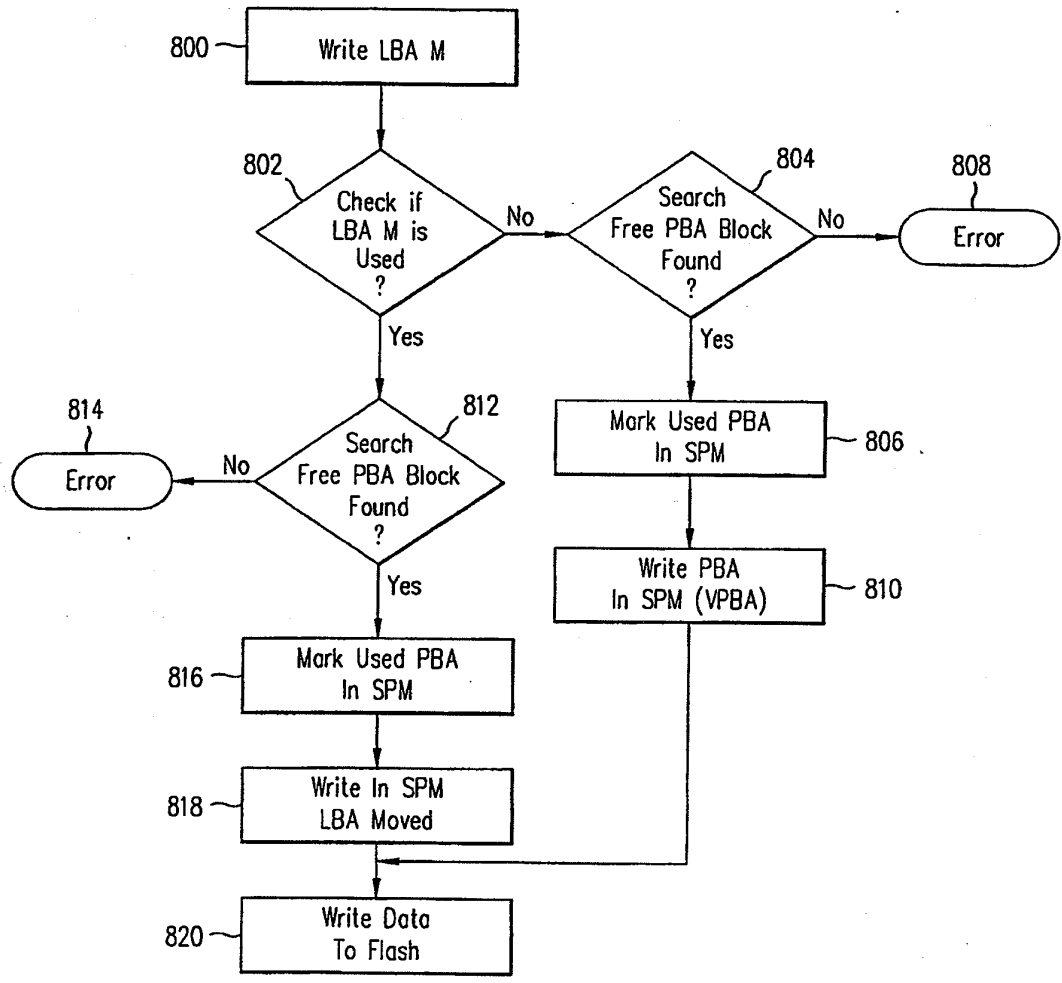 800
Write LBA M
802
Check if
LBA M is
Used
?
No
804
Search
Free PBA Block
Found
?
No
808
Error
Yes
Yes
814
Error
No
812
Search
Free PBA Block
Found
?
Mark Used PBA
In SPM
806
Yes
Write PBA
In SPM (VPBA)
810
816
Mark Used PBA
In SPM
818
Write In SPM
LBA Moved
820
Write Data
To Flash